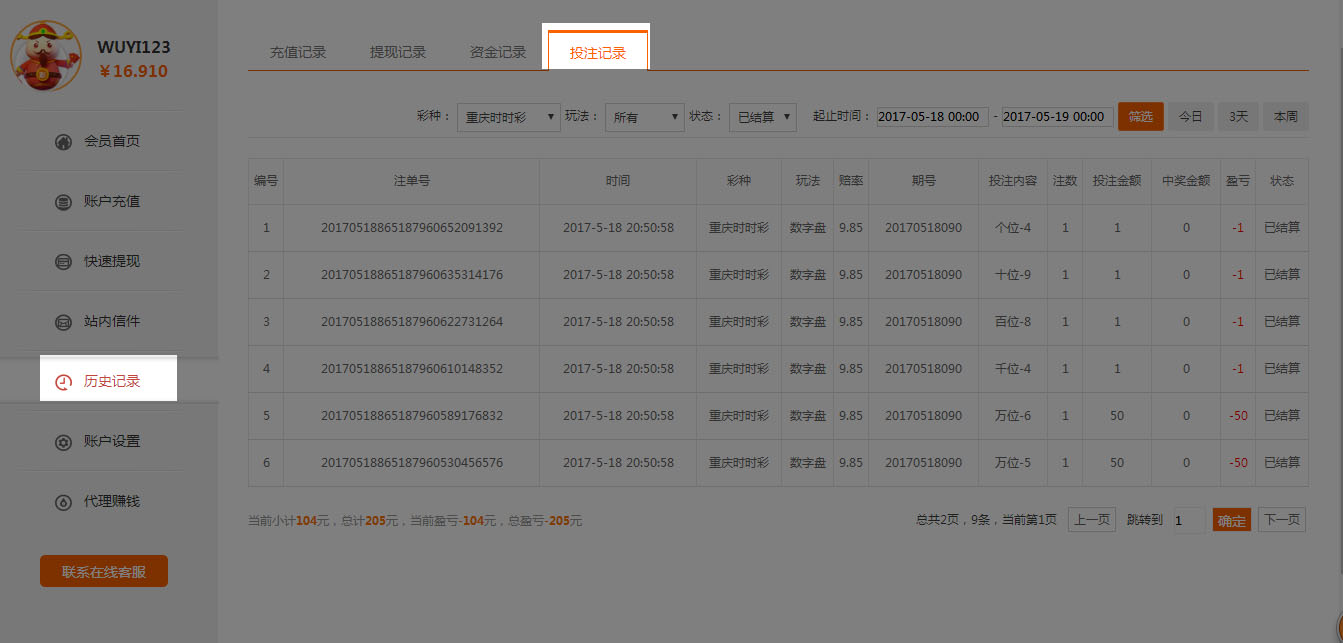 WUYI123
￥16.910
会员首页
账户充值
快速提现
站内信件
历史记录
账户设置
代理赚钱
联系在线客服
充值记录 提现记录 资金记录 投注记录
彩种： 重庆时时彩 玩法： 所有 状态： 已结算 起止时间： 2017-05-18 00:00 - 2017-05-19 00:00 筛选 今日 3天 本周
编号 注单号 时间 彩种 玩法 赔率 期号 投注内容 注数 投注金额 中奖金额 盈亏 状态
1 20170518865187960652091392 2017-5-18 20:50:58 重庆时时彩 数字盘 9.85 20170518090 个位-4 1 1 0 -1 已结算
2 20170518865187960635314176 2017-5-18 20:50:58 重庆时时彩 数字盘 9.85 20170518090 十位-9 1 1 0 -1 已结算
3 20170518865187960622731264 2017-5-18 20:50:58 重庆时时彩 数字盘 9.85 20170518090 百位-8 1 1 0 -1 已结算
4 20170518865187960610148352 2017-5-18 20:50:58 重庆时时彩 数字盘 9.85 20170518090 千位-4 1 1 0 -1 已结算
5 20170518865187960589176832 2017-5-18 20:50:58 重庆时时彩 数字盘 9.85 20170518090 万位-6 1 50 0 -50 已结算
6 20170518865187960530456576 2017-5-18 20:50:58 重庆时时彩 数字盘 9.85 20170518090 万位-5 1 50 0 -50 已结算
当前小计104元，总计205元，当前盈亏-104元，总盈亏-205元 总共2页，9条，当前第1页 上一页 跳转到 1 确定 下一页